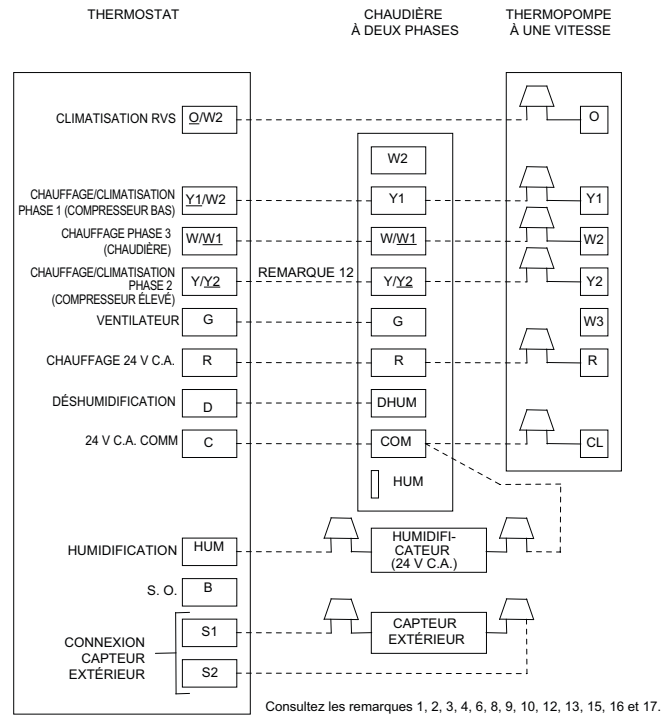 THERMOSTAT
CHAUDIÈRE
À DEUX PHASES
THERMOPOMPE
À UNE VITESSE
CLIMATISATION RVS
O/W2
O
W2
CHAUFFAGE/CLIMATISATION
PHASE 1 (COMPRESSEUR BAS)
Y1/W2
Y1
Y1
CHAUFFAGE PHASE 3
(CHAUDIÈRE)
W/W1
W/W1
W2
CHAUFFAGE/CLIMATISATION
PHASE 2
(COMPRESSEUR ÉLEVÉ)
Y/Y2
REMARQUE 12
Y/Y2
Y2
VENTILATEUR
G
G
W3
CHAUFFAGE 24 V C.A.
R
R
R
DÉSHUMIDIFICATION
D
DHUM
24 V C.A. COMM
C
COM
CL
HUM
HUMIDIFICATION
HUM
HUMIDIFI-
CATEUR
(24 V C.A.)
S. O.
B
CONNEXION
CAPTEUR
EXTÉRIEUR
S1
S2
CAPTEUR
EXTÉRIEUR
Consultez les remarques 1, 2, 3, 4, 6, 8, 9, 10, 12, 13, 15, 16 et 17.